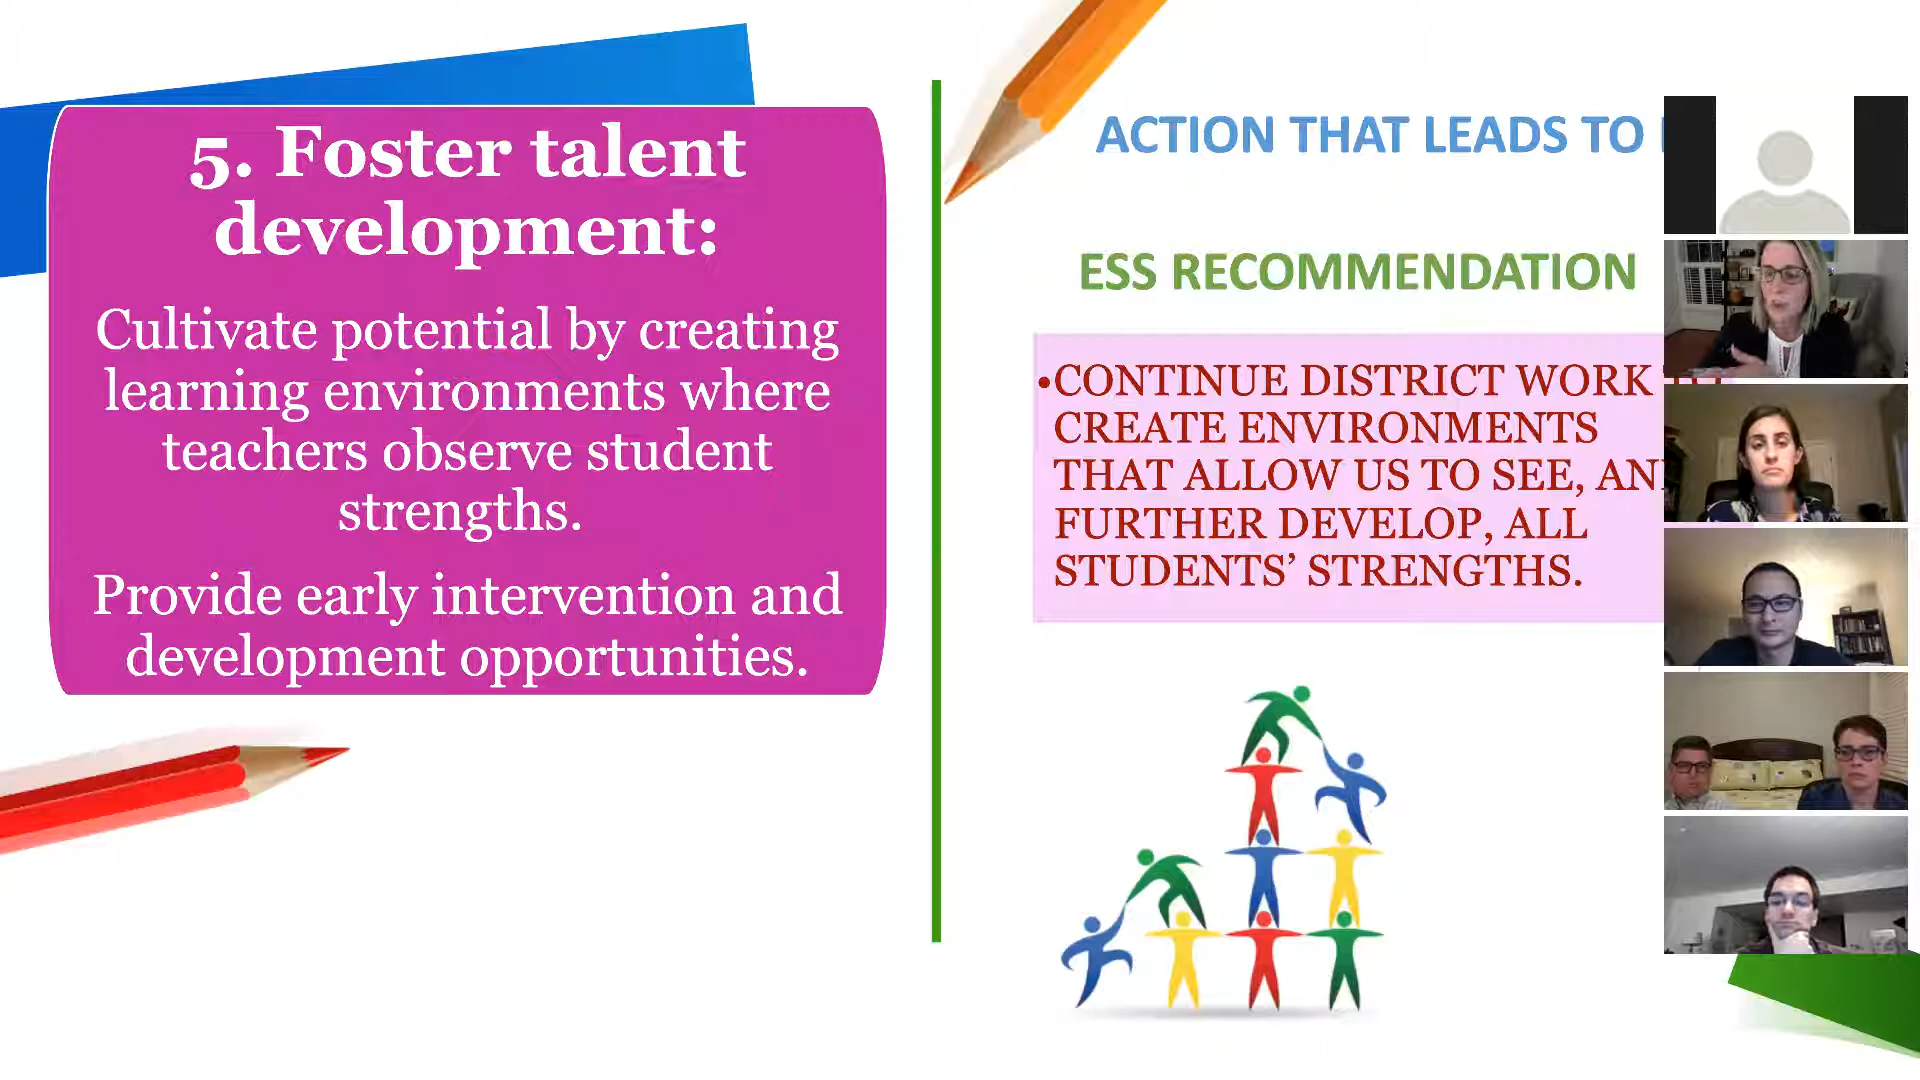 5. Foster talent
development:
Cultivate potential by creating
learning environments where
teachers observe student
strengths.
Provide early intervention and
development opportunities.
ACTION THAT LEADS TO
ESS RECOMMENDATION
•CONTINUE DISTRICT WORK TO
CREATE ENVIRONMENTS
THAT ALLOW US TO SEE, AN
FURTHER DEVELOP, ALL
STUDENTS’ STRENGTHS.